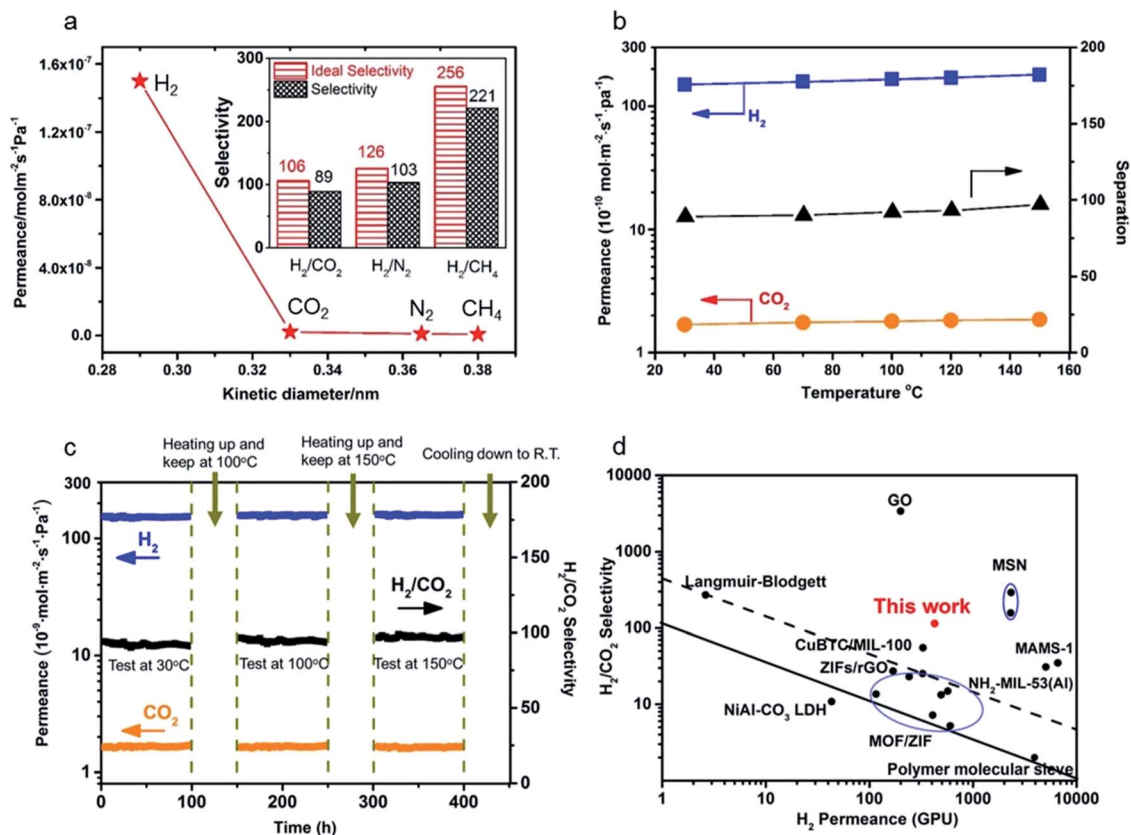 a
Permeance/molm⁻²s⁻¹Pa⁻¹
1.6x10⁻⁷
1.2x10⁻⁷
8.0x10⁻⁸
4.0x10⁻⁸
0.0
0.28 0.30 0.32 0.34 0.36 0.38
Kinetic diameter/nm
H₂
CO₂
N₂
CH₄
Selectivity
300
200
100
0
Ideal Selectivity
Selectivity
106
89
126
103
256
221
H₂/CO₂
H₂/N₂
H₂/CH₄
b
Permeance (10⁻¹⁰ mol·m⁻²·s⁻¹·pa⁻¹)
300
100
10
1
200
150
100
50
0
Separation
H₂
CO₂
20 40 60 80 100 120 140 160
Temperature °C
c
Heating up and
keep at 100°C
Heating up and
keep at 150°C
Cooling down to R.T.
Permeance (10⁻⁹·mol·m⁻²·s⁻¹·Pa⁻¹)
300
100
10
1
200
150
100
50
0
H₂/CO₂ Selectivity
H₂
H₂/CO₂
Test at 30°C
Test at 100°C
Test at 150°C
CO₂
0 100 200 300 400
Time (h)
d
H₂/CO₂ Selectivity
10000
1000
100
10
GO
MSN
Langmuir-Blodgett
This work
CuBTC/MIL-100
MAMS-1
ZIFs/rGO
NH₂-MIL-53(Al)
NiAl-CO₃ LDH
MOF/ZIF
Polymer molecular sieve
1 10 100 1000 10000
H₂ Permeance (GPU)